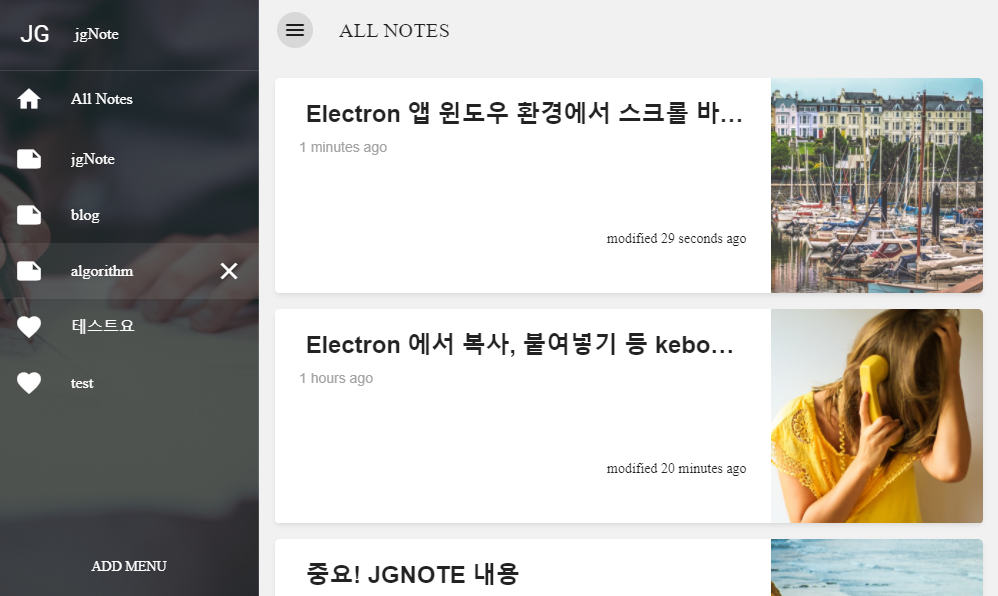 JG jgNote
All Notes
jgNote
blog
algorithm
테스트요
test
ADD MENU
ALL NOTES
Electron 앱 윈도우 환경에서 스크롤 바...
1 minutes ago
modified 29 seconds ago
Electron 에서 복사, 붙여넣기 등 kebo...
1 hours ago
modified 20 minutes ago
중요! JGNOTE 내용